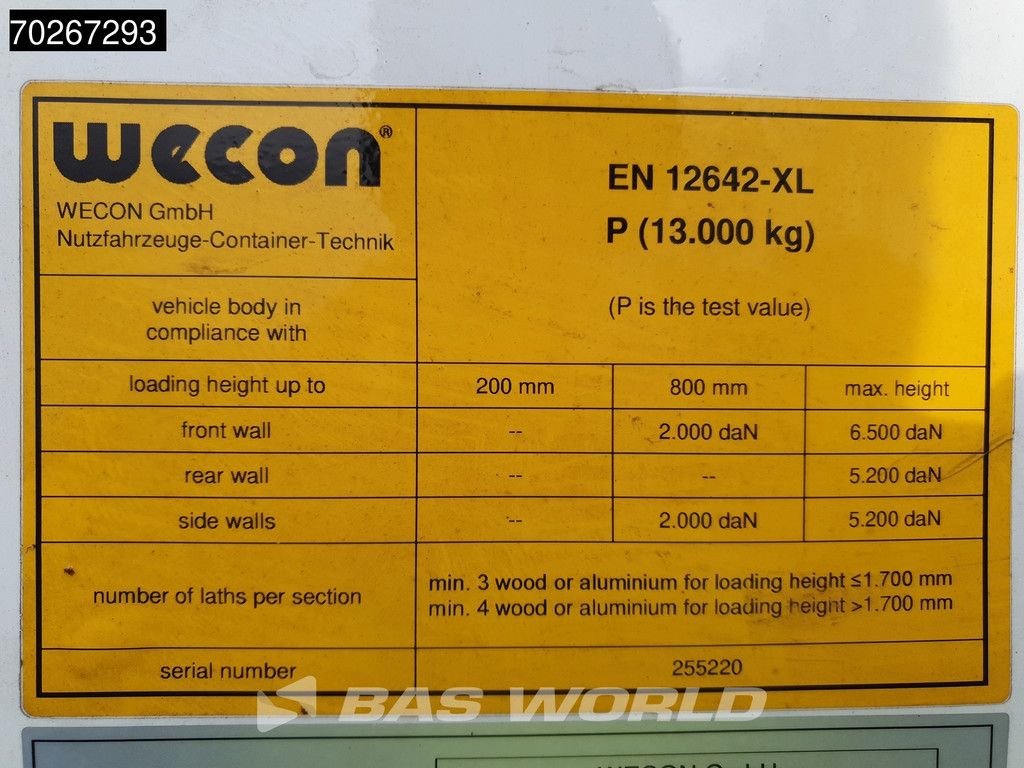 70267293
wecon®
WECON GmbH
Nutzfahrzeuge-Container-Technik
EN 12642-XL
P (13.000 kg)
(P is the test value)
vehicle body in
compliance with
loading height up to 200 mm 800 mm max. height
front wall -- 2.000 daN 6.500 daN
rear wall -- -- 5.200 daN
side walls -- 2.000 daN 5.200 daN
number of laths per section
min. 3 wood or aluminium for loading height ≤1.700 mm
min. 4 wood or aluminium for loading height >1.700 mm
serial number 255220
BAS WORLD
WECON GmbH